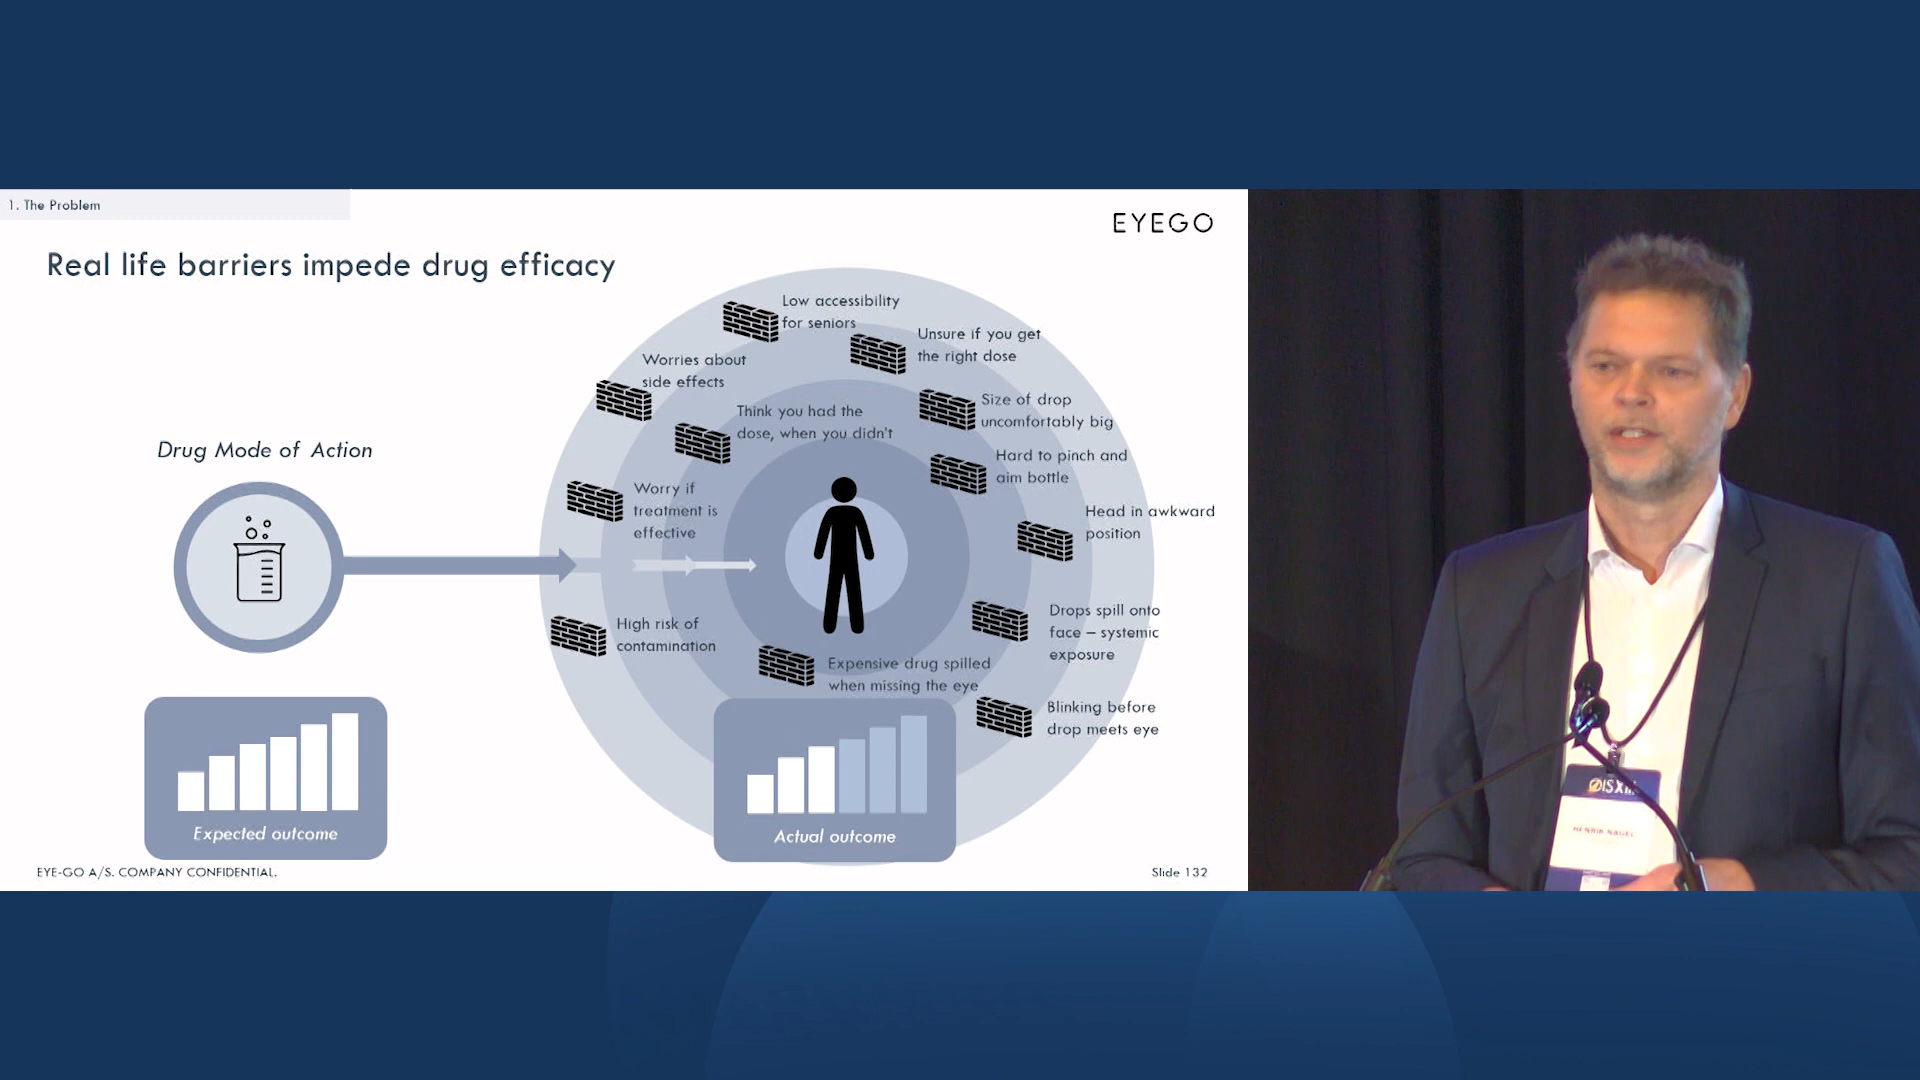 1. The Problem
EYEGO
Real life barriers impede drug efficacy
Low accessibility
for seniors
Unsure if you get
the right dose
Worries about
side effects
Size of drop
uncomfortably big
Think you had the
dose, when you didn't
Drug Mode of Action
Hard to pinch and
aim bottle
Worry if
treatment is
effective
Head in awkward
position
High risk of
contamination
Drops spill onto
face – systemic
exposure
Expensive drug spilled
when missing the eye
Blinking before
drop meets eye
Expected outcome
Actual outcome
EYE-GO A/S. COMPANY CONFIDENTIAL.
Slide 132
OIS XIII
HENRIK NAGEL